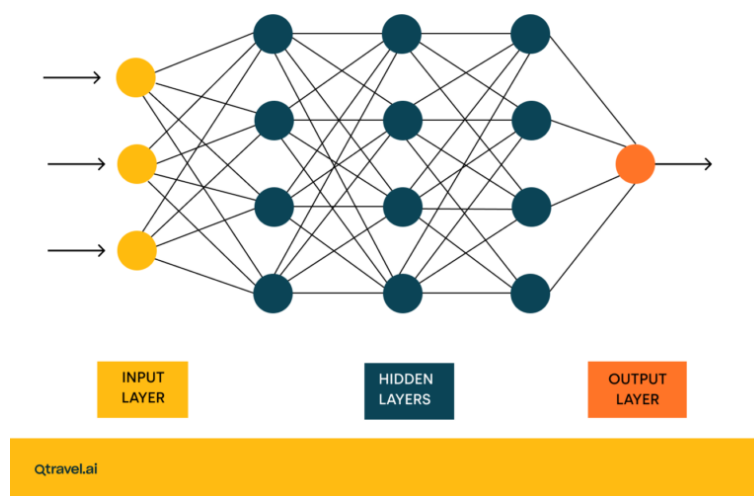 INPUT
LAYER
HIDDEN
LAYERS
OUTPUT
LAYER
Qtravel.ai